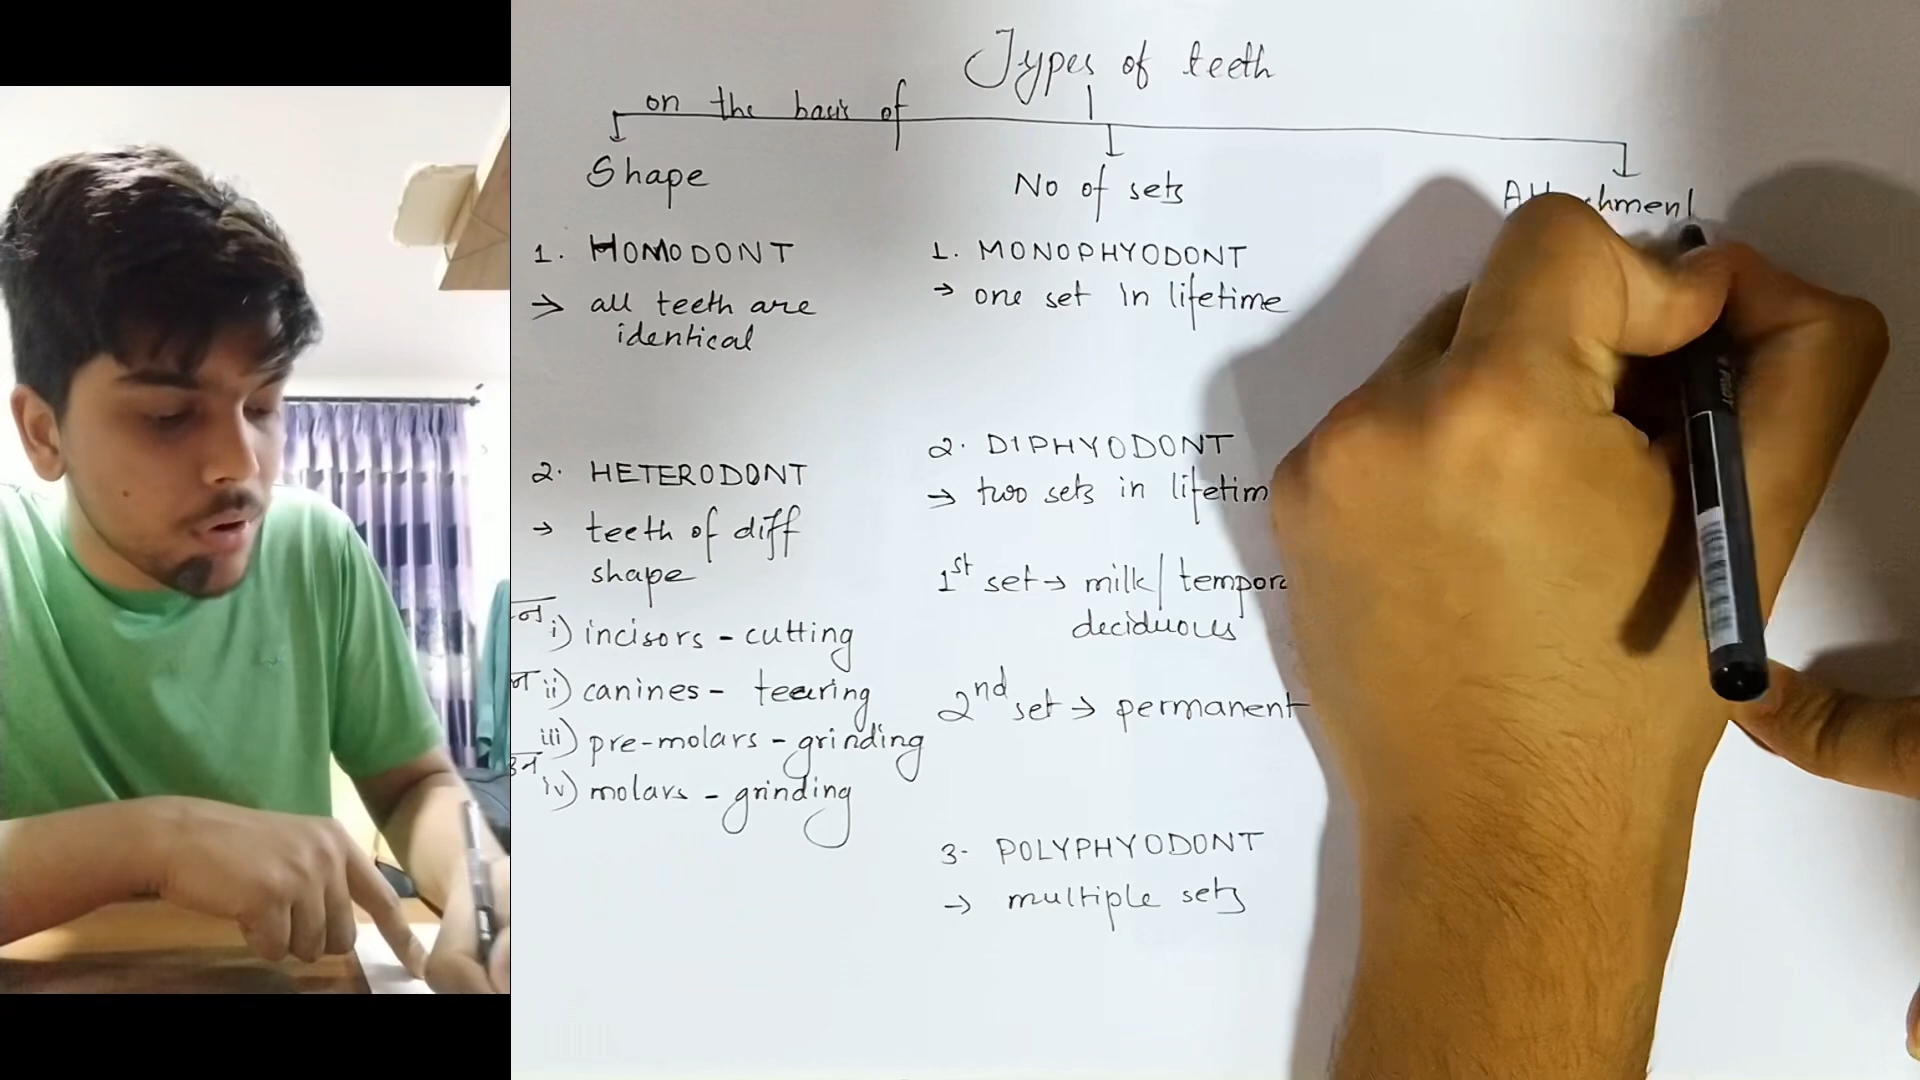 Types of teeth
on the basis of
Shape
No of sets
1. HOMODONT
→ all teeth are
identical
2. HETERODONT
→ teeth of diff
shape
i) incisors - cutting
ii) canines - tearing
iii) pre-molars - grinding
iv) molars - grinding
1. MONOPHYODONT
→ one set in lifetime
2. DIPHYODONT
→ two sets in lifetim
1st set → milk/tempora
deciduous
2nd set → permanent
3- POLYPHYODONT
→ multiple sets